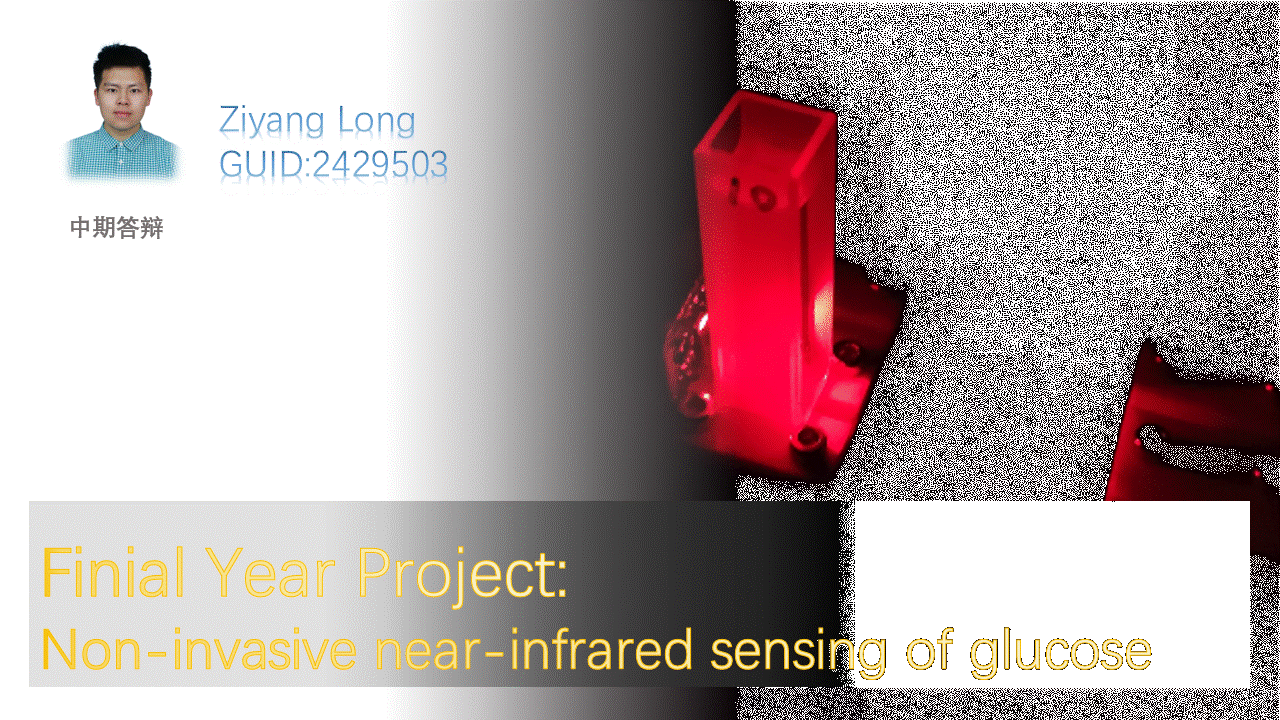 Ziyang Long
GUID:2429503
中期答辩
10
Finial Year Project:
Non-invasive near-infrared sensing of glucose